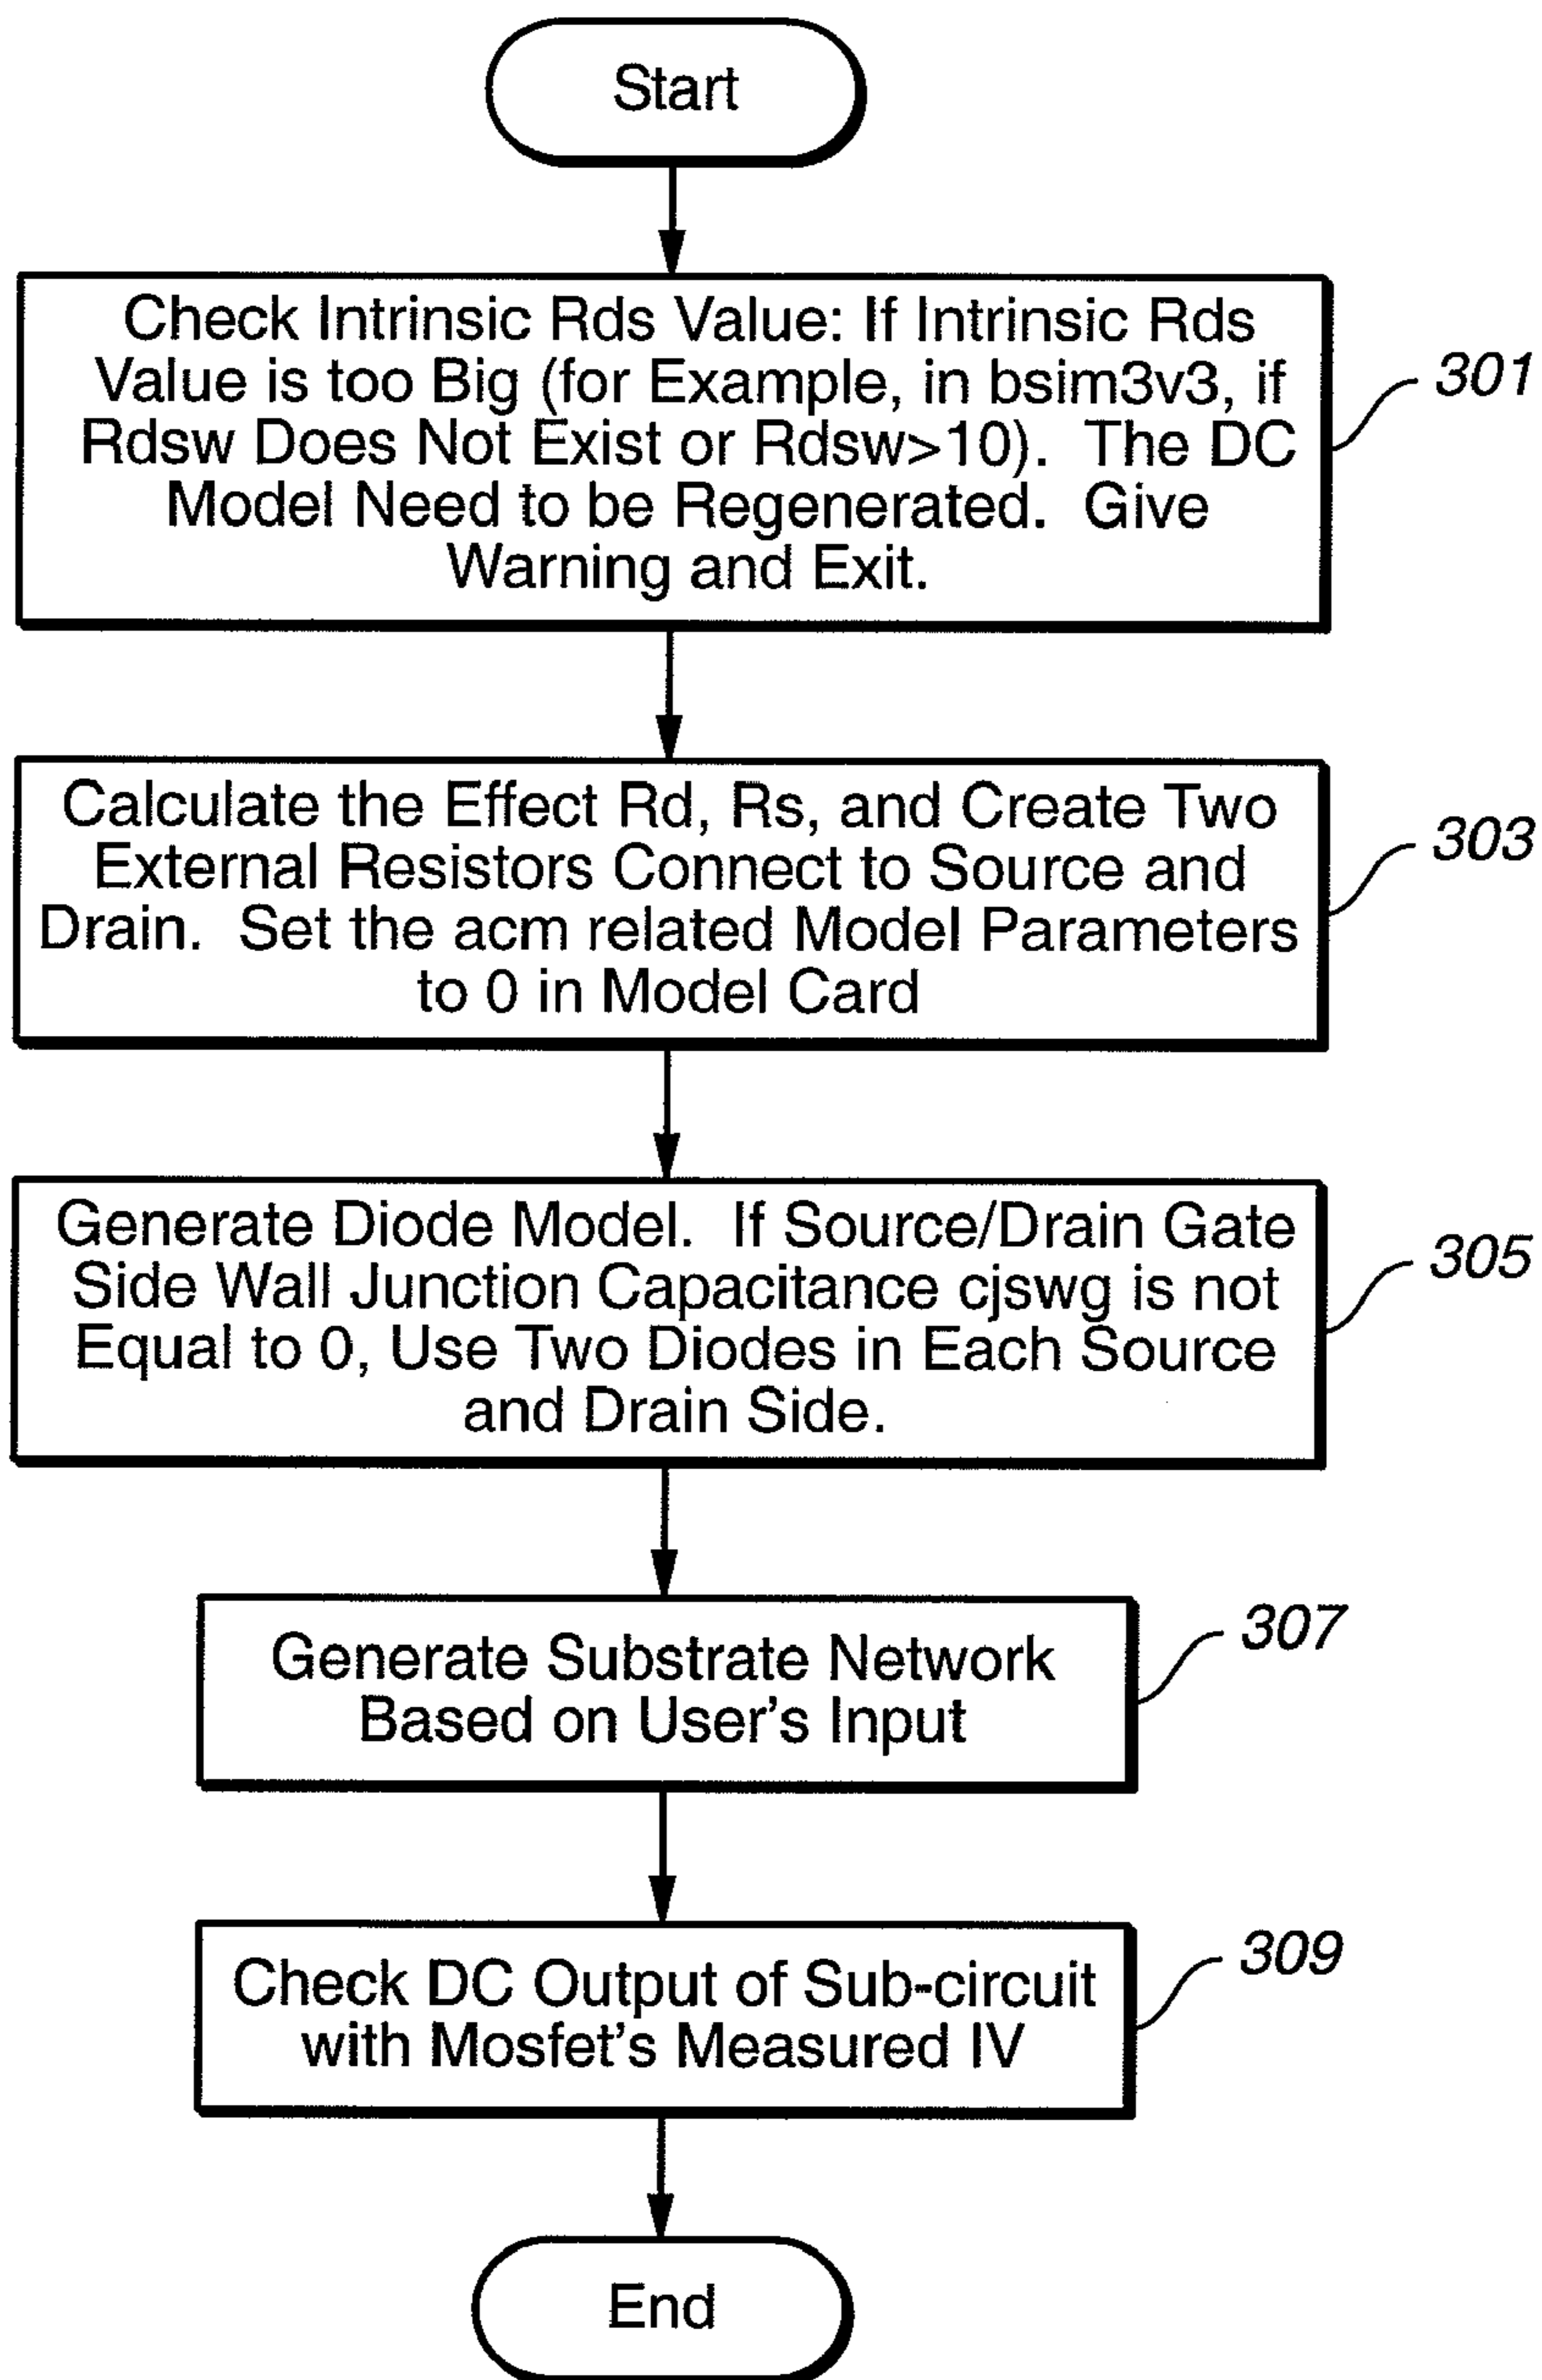 Start
Check Intrinsic Rds Value: If Intrinsic Rds
Value is too Big (for Example, in bsim3v3, if
Rdsw Does Not Exist or Rdsw>10). The DC
Model Need to be Regenerated. Give
Warning and Exit.
301
Calculate the Effect Rd, Rs, and Create Two
External Resistors Connect to Source and
Drain. Set the acm related Model Parameters
to 0 in Model Card
303
Generate Diode Model. If Source/Drain Gate
Side Wall Junction Capacitance cjswg is not
Equal to 0, Use Two Diodes in Each Source
and Drain Side.
305
Generate Substrate Network
Based on User's Input
307
Check DC Output of Sub-circuit
with Mosfet's Measured IV
309
End